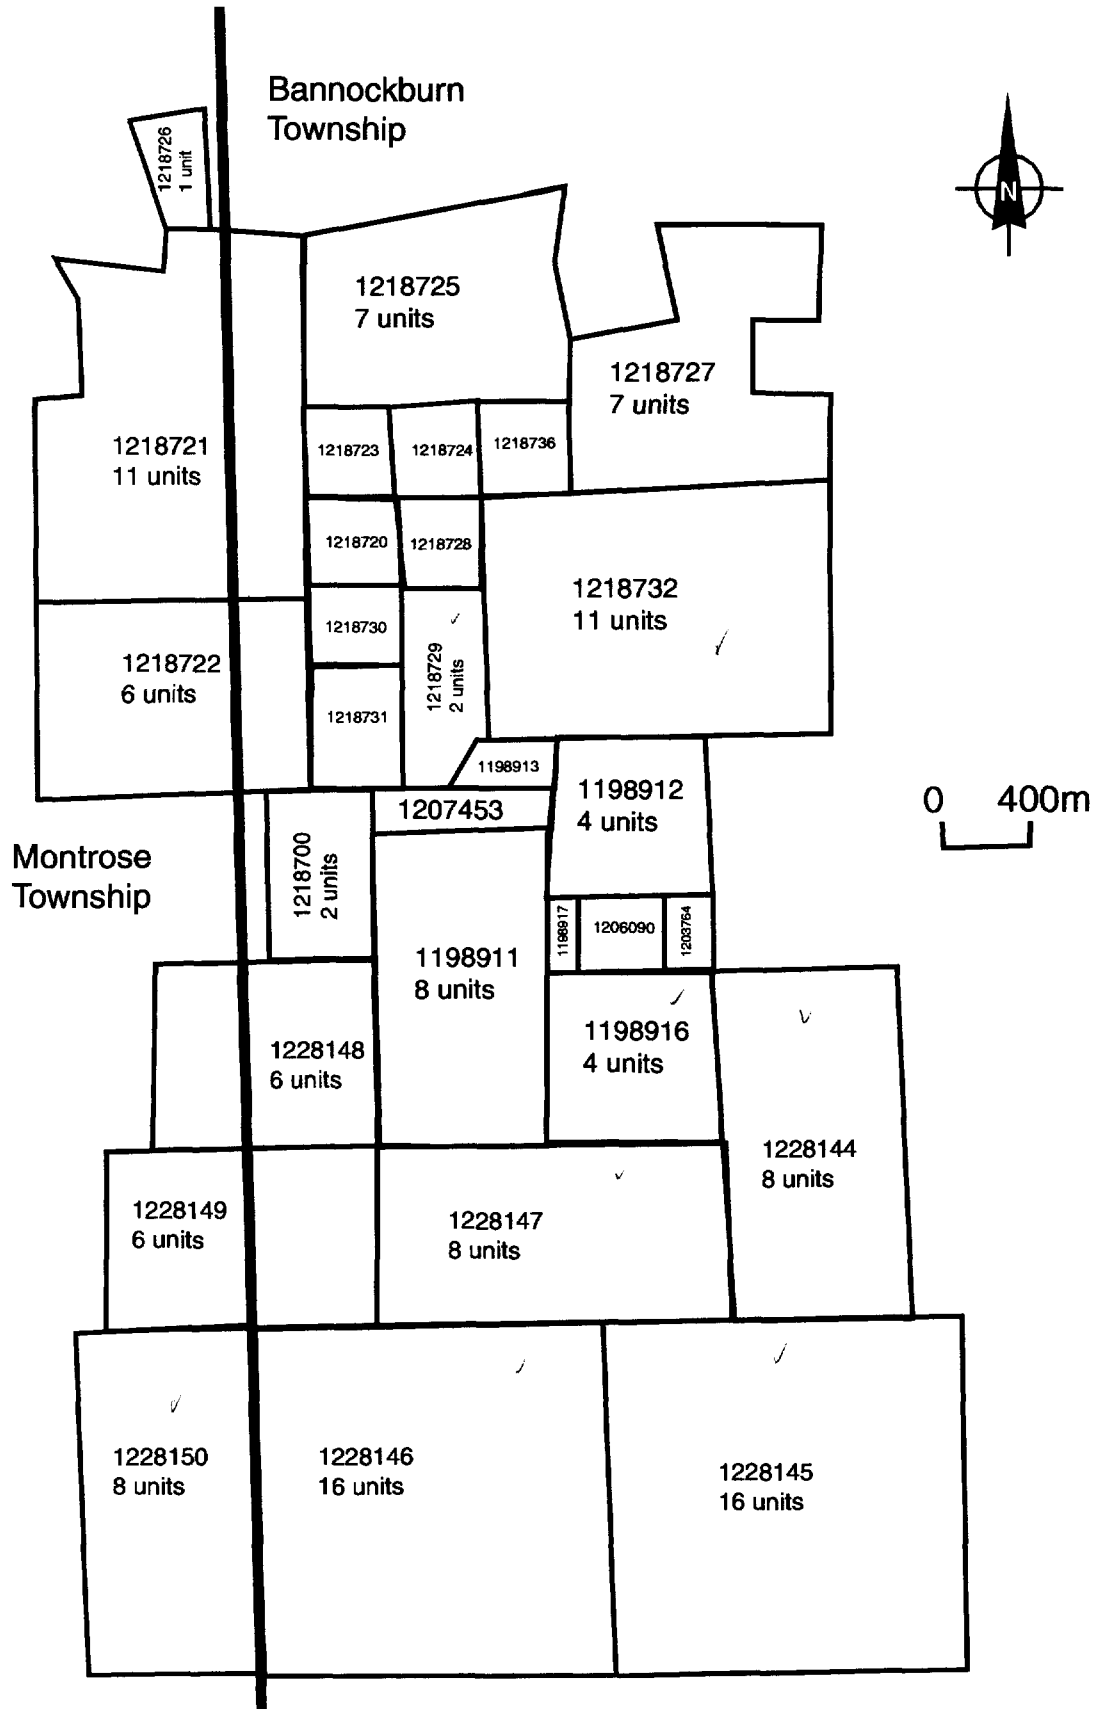 Bannockburn
Township
1218726
1 unit
N
1218725
7 units
1218727
7 units
1218721
11 units
1218723
1218724
1218736
1218720
1218728
1218732
11 units
1218730
1218729
2 units
1218722
6 units
1218731
1198913
1198912
4 units
0 400m
1207453
Montrose
Township
1218700
2 units
1198917
1206090
1203764
1198911
8 units
1198916
4 units
1228148
6 units
1228144
8 units
1228149
6 units
1228147
8 units
1228150
8 units
1228146
16 units
1228145
16 units